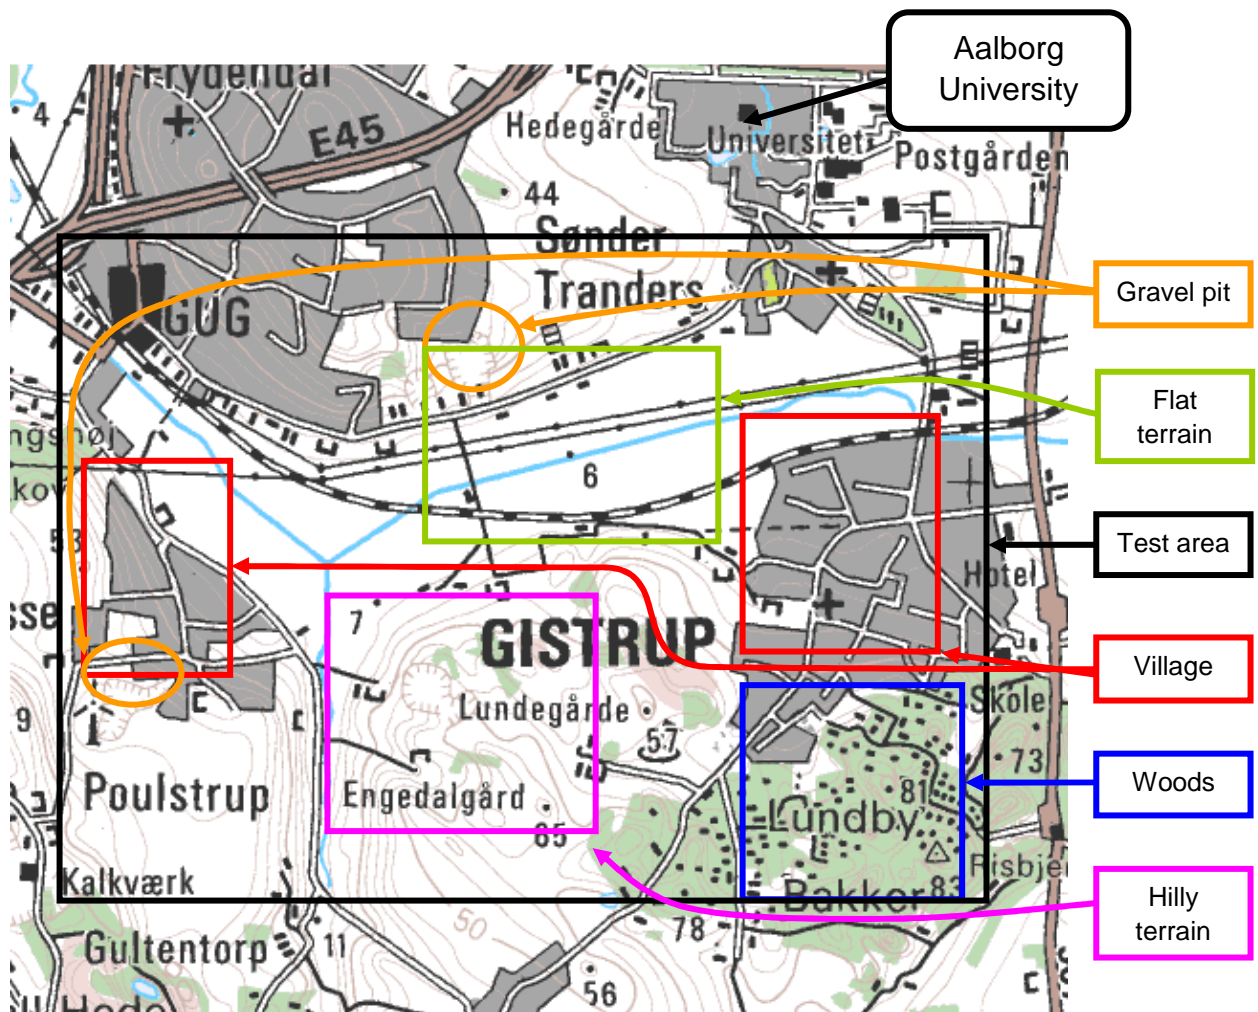 Aalborg
University
Frydendal
4
E45
Hedegårde
Universitet
Postgården
44
Sønder
Tranders
Gravel pit
GUG
Flat
terrain
6
53
Test area
Hotel
7
GISTRUP
Village
Lundegårde
Skole
9
57
73
Poulstrup
Engedalgård
81
Woods
Lundby
65
Risbje
Kalkværk
Bakker
83
Hilly
terrain
50
78
Gultentorp
11
56
Hede